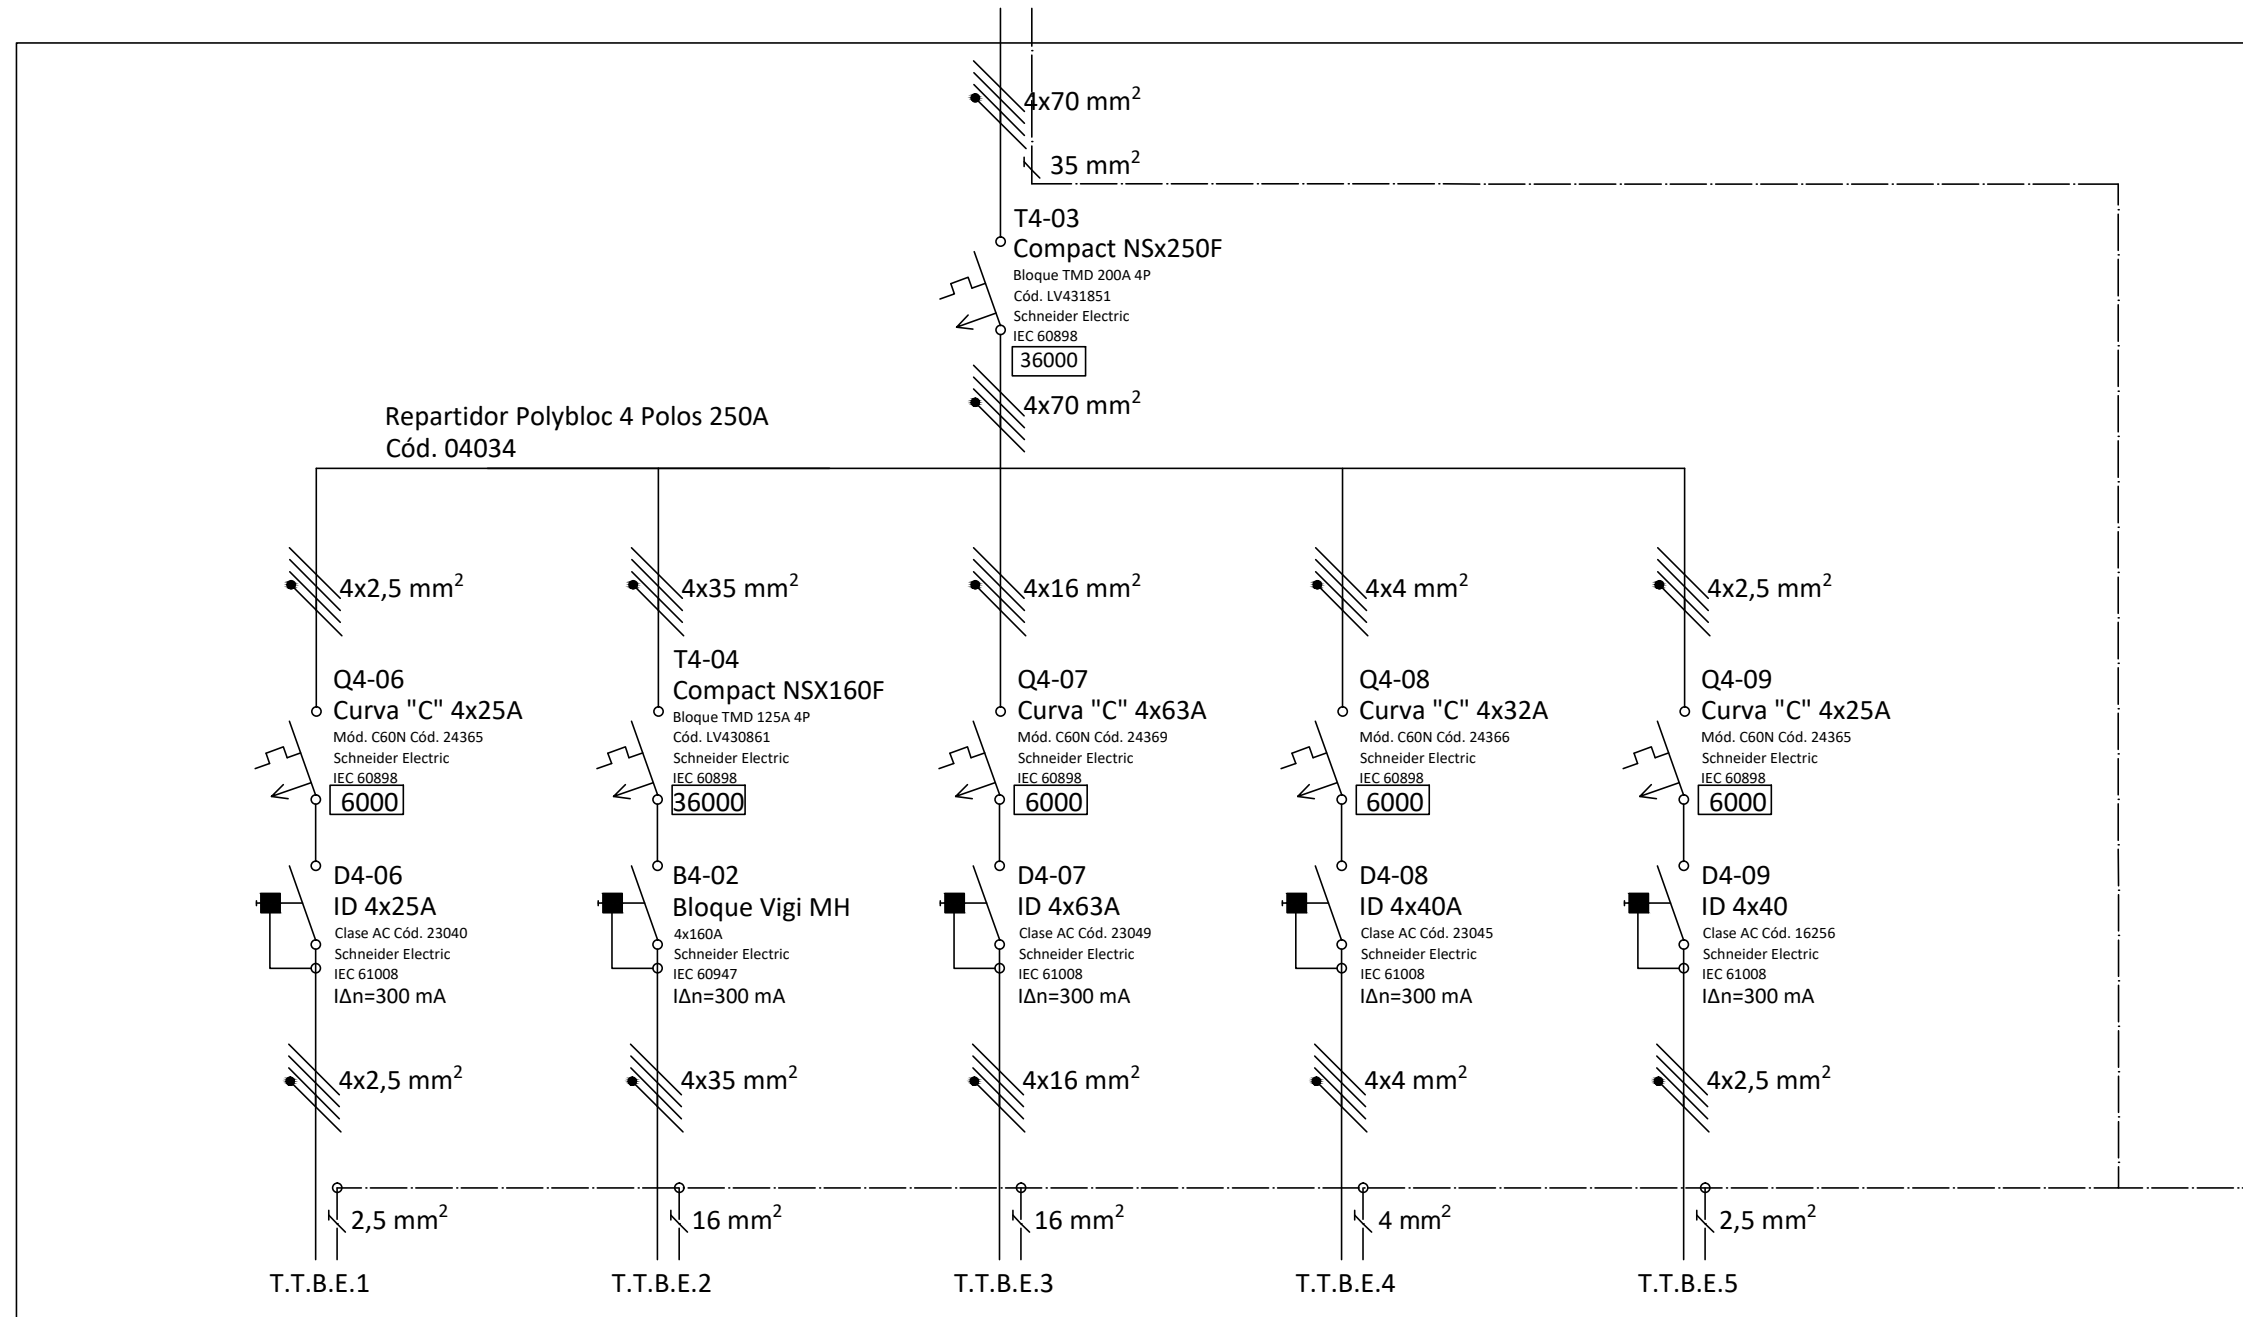 4x70 mm²
35 mm²
T4-03
Compact NSx250F
Bloque TMD 200A 4P
Cód. LV431851
Schneider Electric
IEC 60898
36000
4x70 mm²
Repartidor Polybloc 4 Polos 250A
Cód. 04034
4x2,5 mm²
4x35 mm²
4x16 mm²
4x4 mm²
4x2,5 mm²
Q4-06
Curva "C" 4x25A
Mód. C60N Cód. 24365
Schneider Electric
IEC 60898
6000
T4-04
Compact NSX160F
Bloque TMD 125A 4P
Cód. LV430861
Schneider Electric
IEC 60898
36000
Q4-07
Curva "C" 4x63A
Mód. C60N Cód. 24369
Schneider Electric
IEC 60898
6000
Q4-08
Curva "C" 4x32A
Mód. C60N Cód. 24366
Schneider Electric
IEC 60898
6000
Q4-09
Curva "C" 4x25A
Mód. C60N Cód. 24365
Schneider Electric
IEC 60898
6000
D4-06
ID 4x25A
Clase AC Cód. 23040
Schneider Electric
IEC 61008
IΔn=300 mA
B4-02
Bloque Vigi MH
4x160A
Schneider Electric
IEC 60947
IΔn=300 mA
D4-07
ID 4x63A
Clase AC Cód. 23049
Schneider Electric
IEC 61008
IΔn=300 mA
D4-08
ID 4x40A
Clase AC Cód. 23045
Schneider Electric
IEC 61008
IΔn=300 mA
D4-09
ID 4x40
Clase AC Cód. 16256
Schneider Electric
IEC 61008
IΔn=300 mA
4x2,5 mm²
4x35 mm²
4x16 mm²
4x4 mm²
4x2,5 mm²
2,5 mm²
16 mm²
16 mm²
4 mm²
2,5 mm²
T.T.B.E.1
T.T.B.E.2
T.T.B.E.3
T.T.B.E.4
T.T.B.E.5